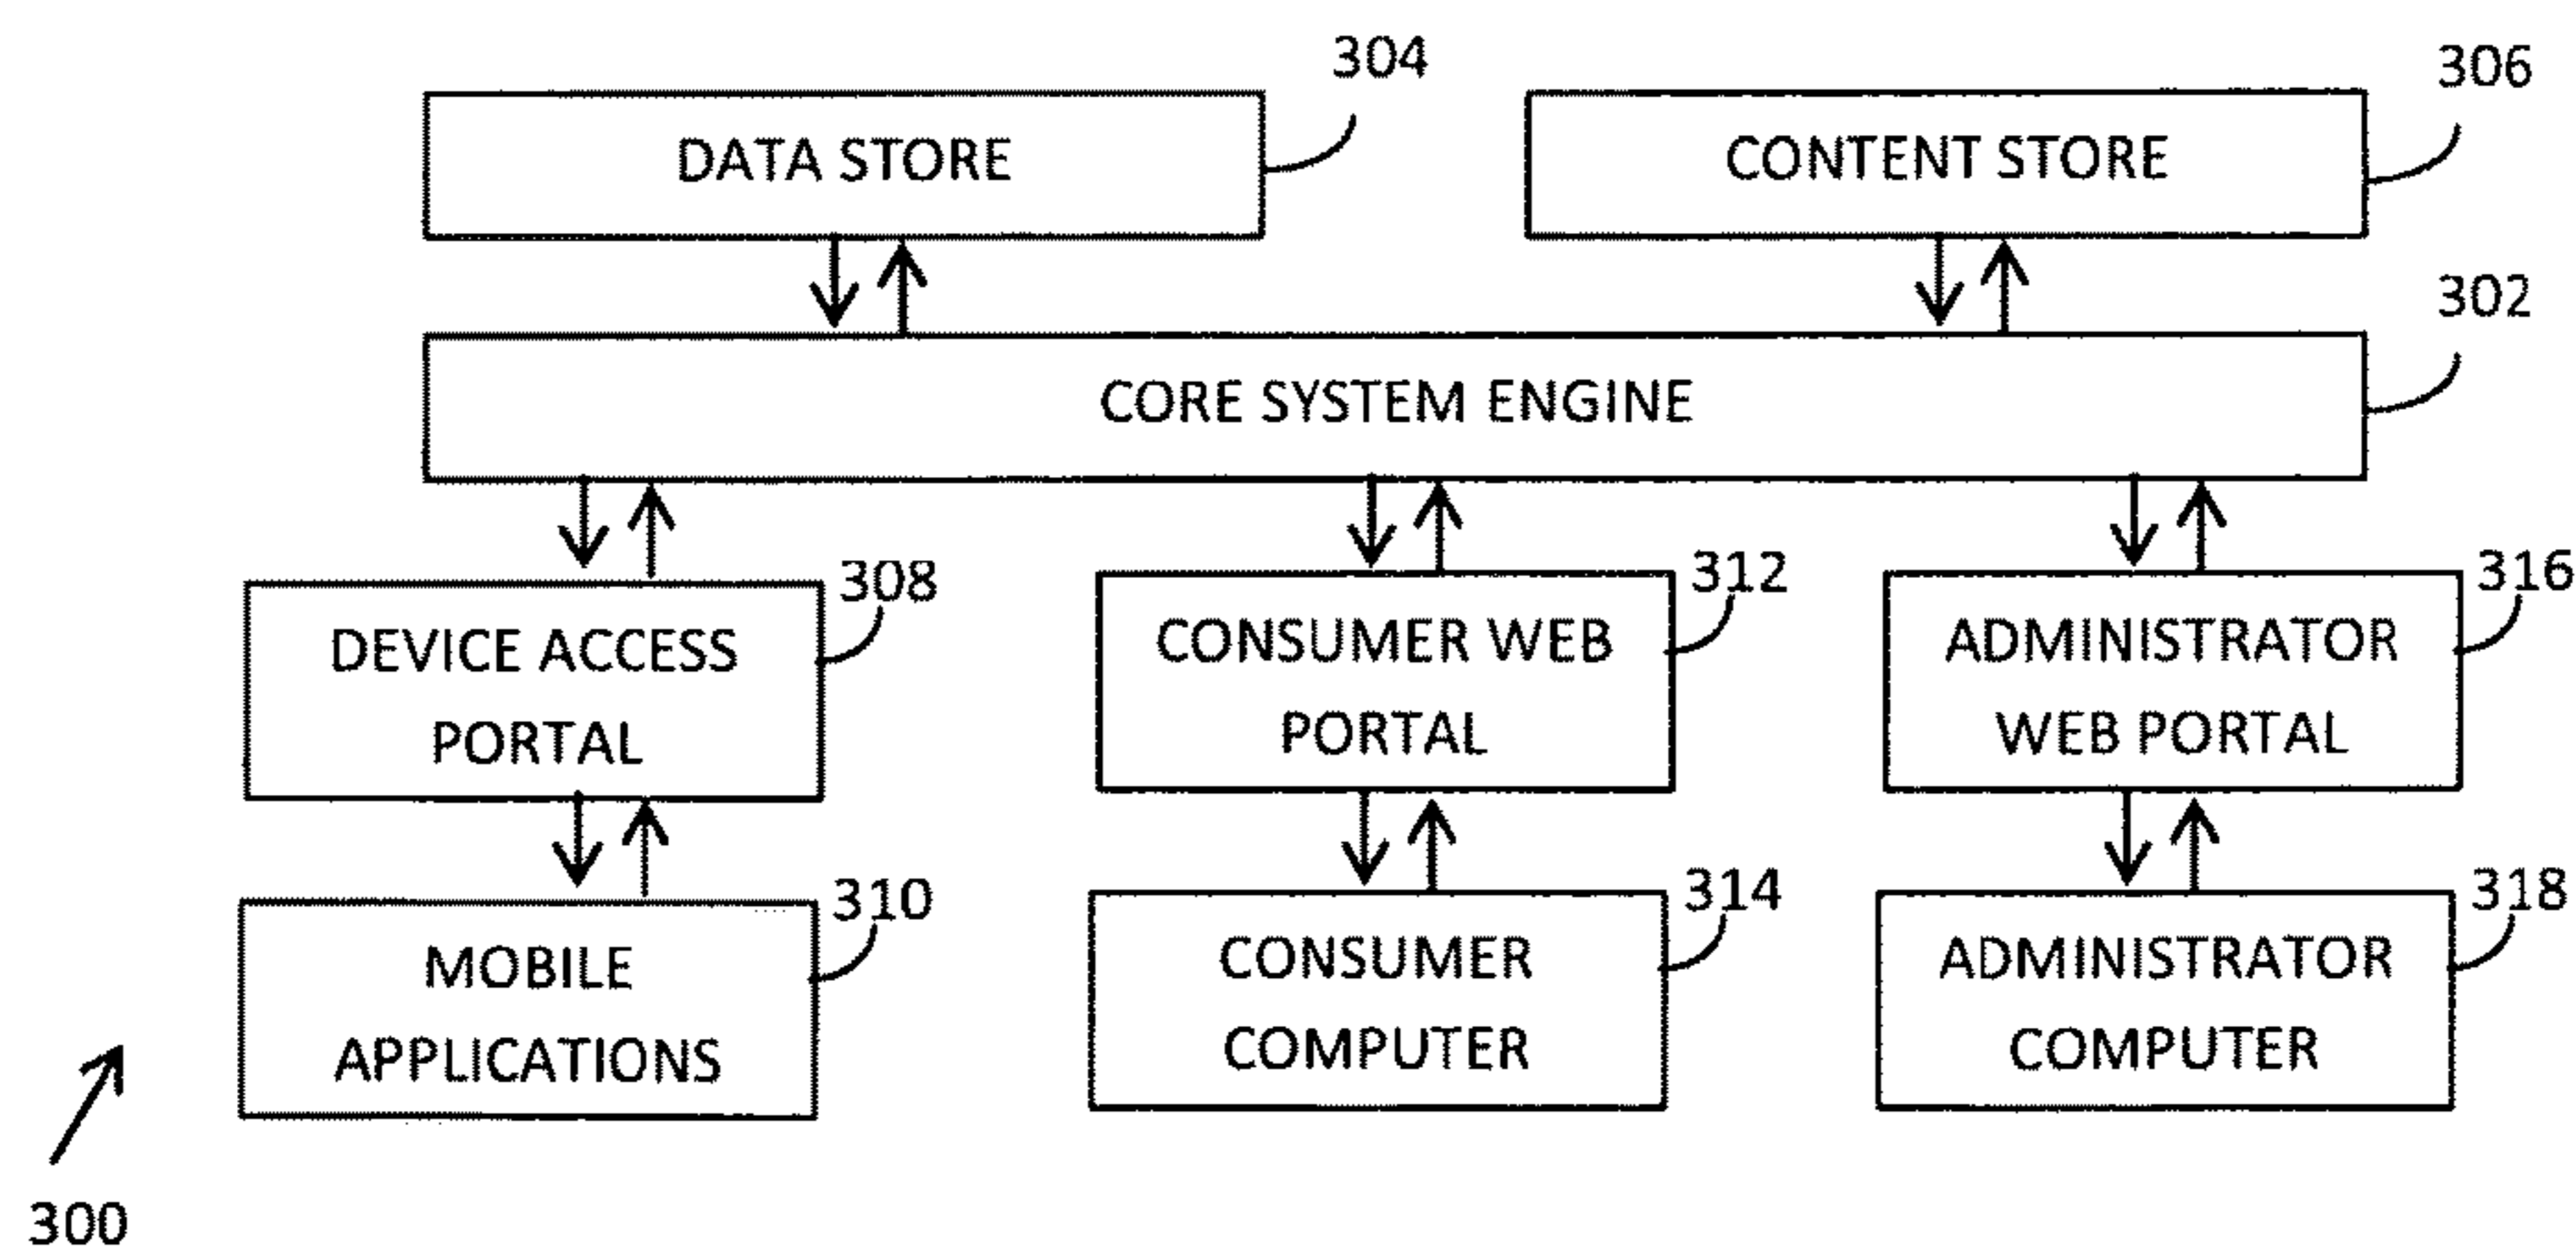 304
306
DATA STORE
CONTENT STORE
302
CORE SYSTEM ENGINE
308
312
316
DEVICE ACCESS
PORTAL
CONSUMER WEB
PORTAL
ADMINISTRATOR
WEB PORTAL
310
314
318
MOBILE
APPLICATIONS
CONSUMER
COMPUTER
ADMINISTRATOR
COMPUTER
300